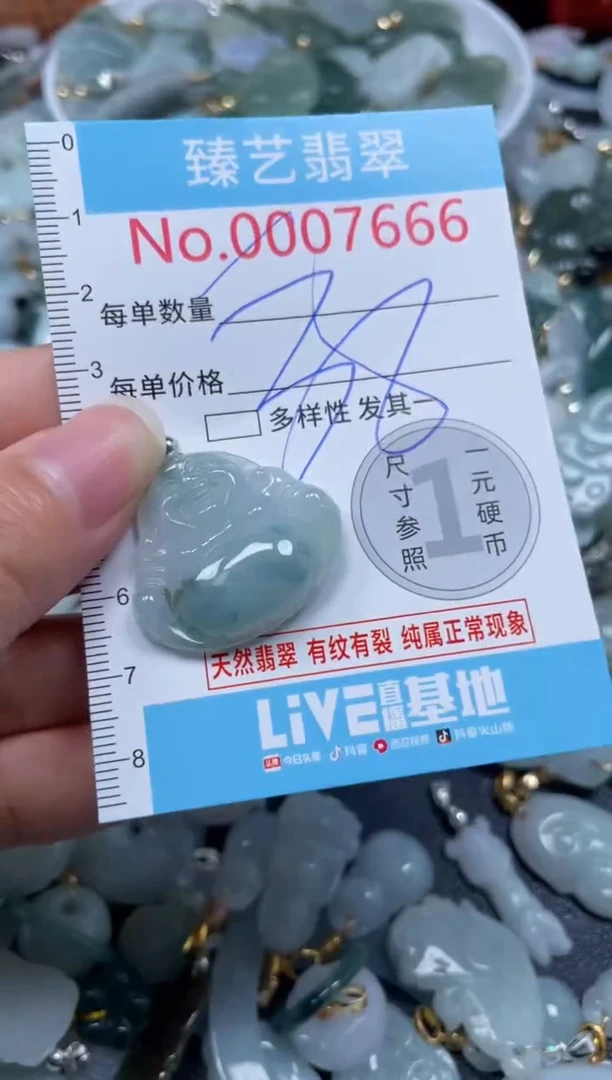 臻艺翡翠
No.0007666
每单数量
每单价格
38
多样性 发其一
尺寸参照
1
一元硬币
天然翡翠 有纹有裂 纯属正常现象
LiVE直播基地
头条 今日头条 抖音 西瓜视频 抖音火山版
0
1
2
3
6
7
8